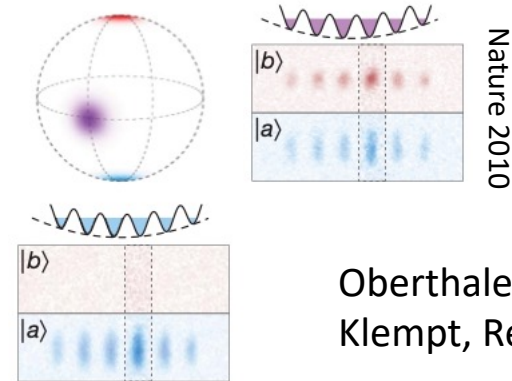 |b⟩
|a⟩
Nature 2010
|b⟩
|a⟩
Oberthale
Klempt, Re